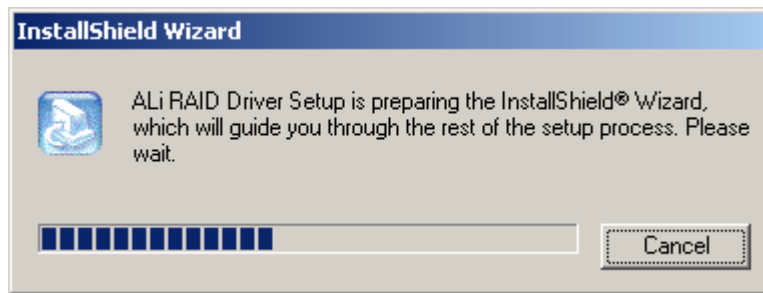 InstallShield Wizard
ALi RAID Driver Setup is preparing the InstallShield® Wizard,
which will guide you through the rest of the setup process. Please
wait.
Cancel